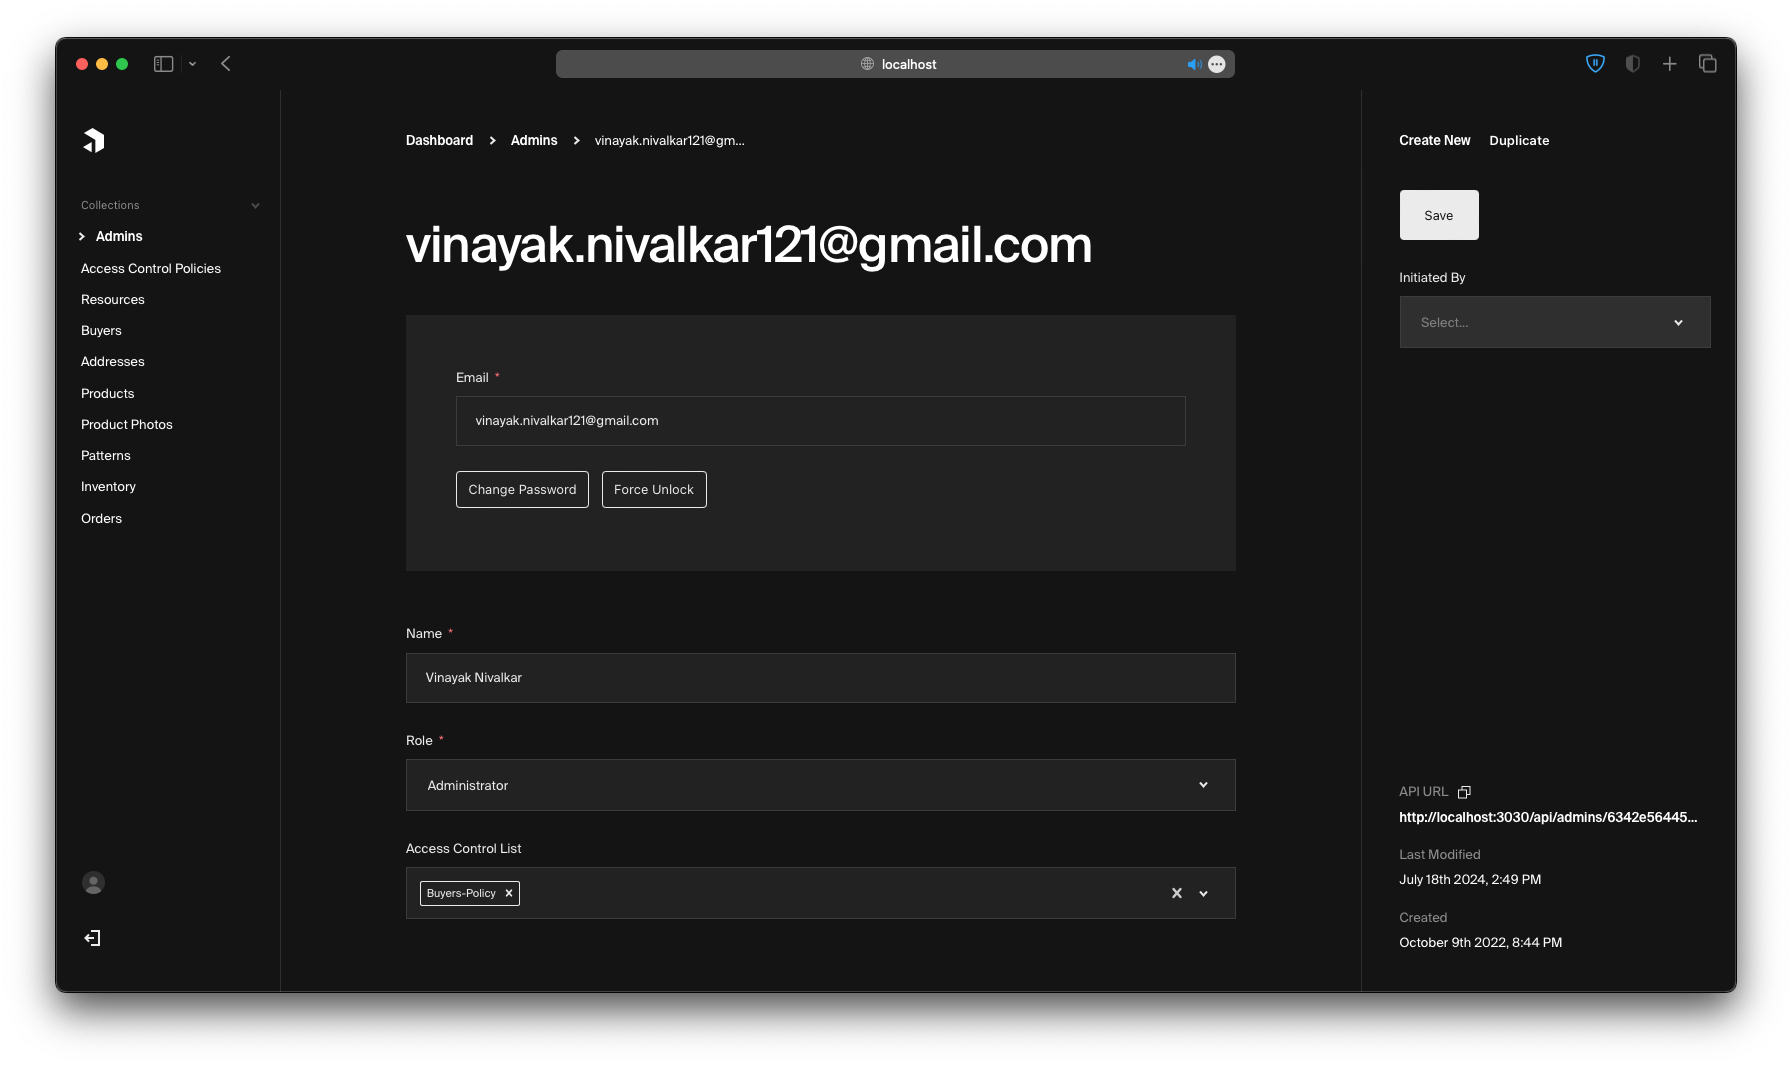 localhost
Dashboard > Admins > vinayak.nivalkar121@gm...
Create New Duplicate
Collections
Admins
Access Control Policies
Resources
Buyers
Addresses
Products
Product Photos
Patterns
Inventory
Orders
vinayak.nivalkar121@gmail.com
Email *
vinayak.nivalkar121@gmail.com
Change Password Force Unlock
Name *
Vinayak Nivalkar
Role *
Administrator
Access Control List
Buyers-Policy
Save
Initiated By
Select...
API URL
http://localhost:3030/api/admins/6342e56445...
Last Modified
July 18th 2024, 2:49 PM
Created
October 9th 2022, 8:44 PM